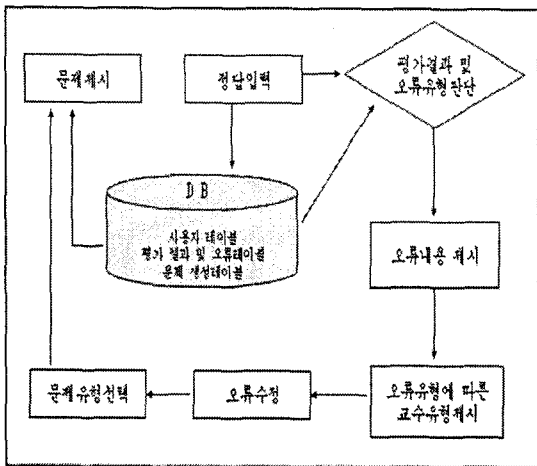 문제제시
정답입력
평가결과 및
오류유형판단
D B
사용자 테이블
평가 결과 및 오류테이블
문제 생성테이블
오류내용 제시
문제유형선택
오류수정
오류유형에 따른
교수유형제시